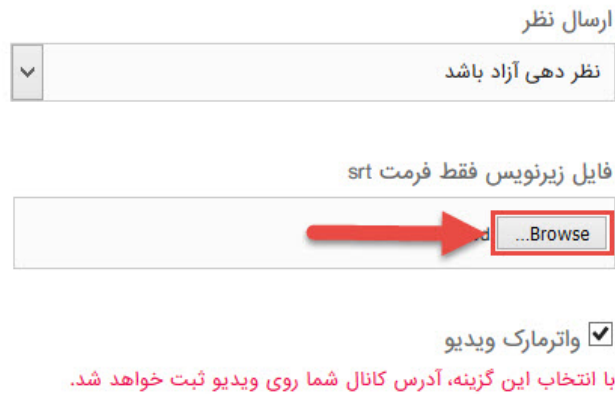 ارسال نظر
نظر دهی آزاد باشد
فایل زیرنویس فقط فرمت srt
Browse...
واترمارک ویدیو
با انتخاب این گزینه، آدرس کانال شما روی ویدیو ثبت خواهد شد.